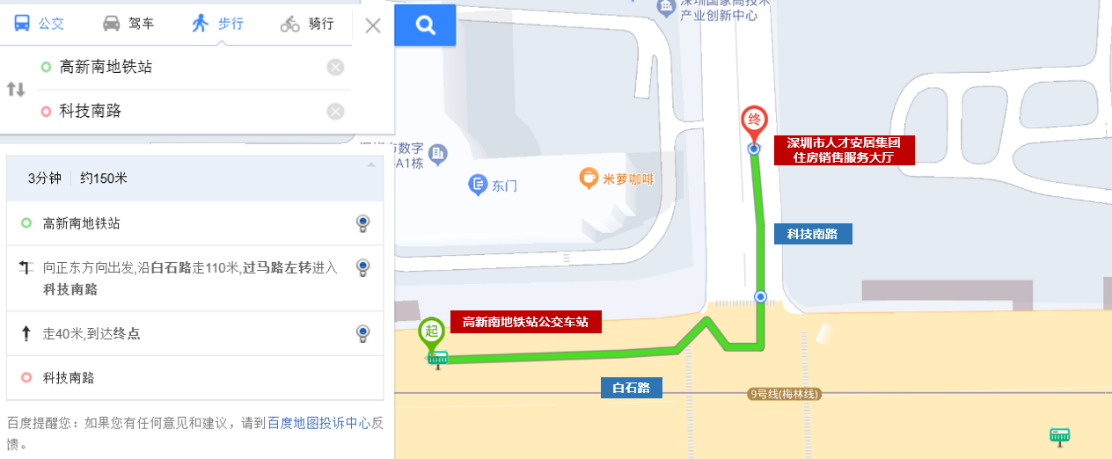 公交
驾车
步行
骑行
高新南地铁站
科技南路
3分钟
约150米
高新南地铁站
向正东方向出发,沿白石路走110米,过马路左转进入
科技南路
走40米,到达终点
科技南路
百度提醒您：如果您有任何意见和建议，请到百度地图投诉中心反
馈。
产业创新中心
终
深圳市人才安居集团
住房销售服务大厅
数字
A1栋
东门
米萝咖啡
科技南路
起
高新南地铁站公交车站
白石路
9号线(梅林线)